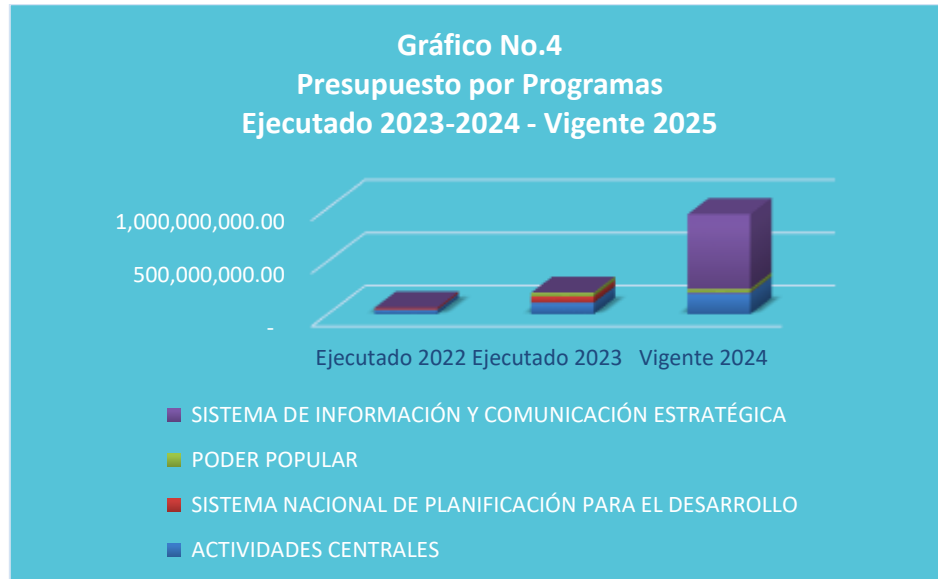 Gráfico No.4
Presupuesto por Programas
Ejecutado 2023-2024 - Vigente 2025
1,000,000,000.00
500,000,000.00
-
Ejecutado 2022 Ejecutado 2023 Vigente 2024
SISTEMA DE INFORMACIÓN Y COMUNICACIÓN ESTRATÉGICA
PODER POPULAR
SISTEMA NACIONAL DE PLANIFICACIÓN PARA EL DESARROLLO
ACTIVIDADES CENTRALES